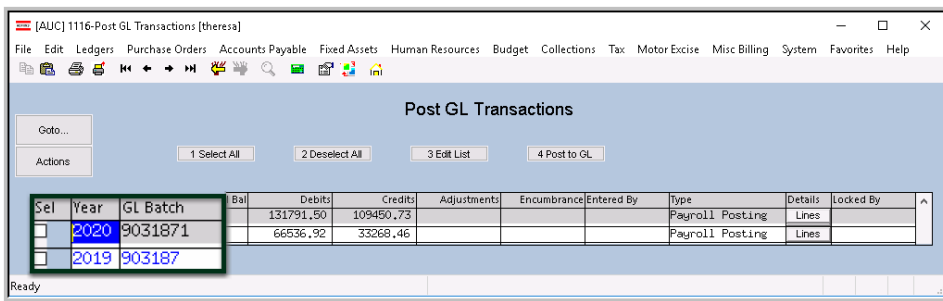 [AUC] 1116-Post GL Transactions [theresa]
File Edit Ledgers Purchase Orders Accounts Payable Fixed Assets Human Resources Budget Collections Tax Motor Excise Misc Billing System Favorites Help
Post GL Transactions
Goto...
Actions
1 Select All
2 Deselect All
3 Edit List
4 Post to GL
Sel Year GL Batch Bal Debits Credits Adjustments Encumbrance Entered By Type Details Locked By
2020 9031871 131791.50 109450.73 Payroll Posting Lines
2019 903187 66536.92 33268.46 Payroll Posting Lines
Ready